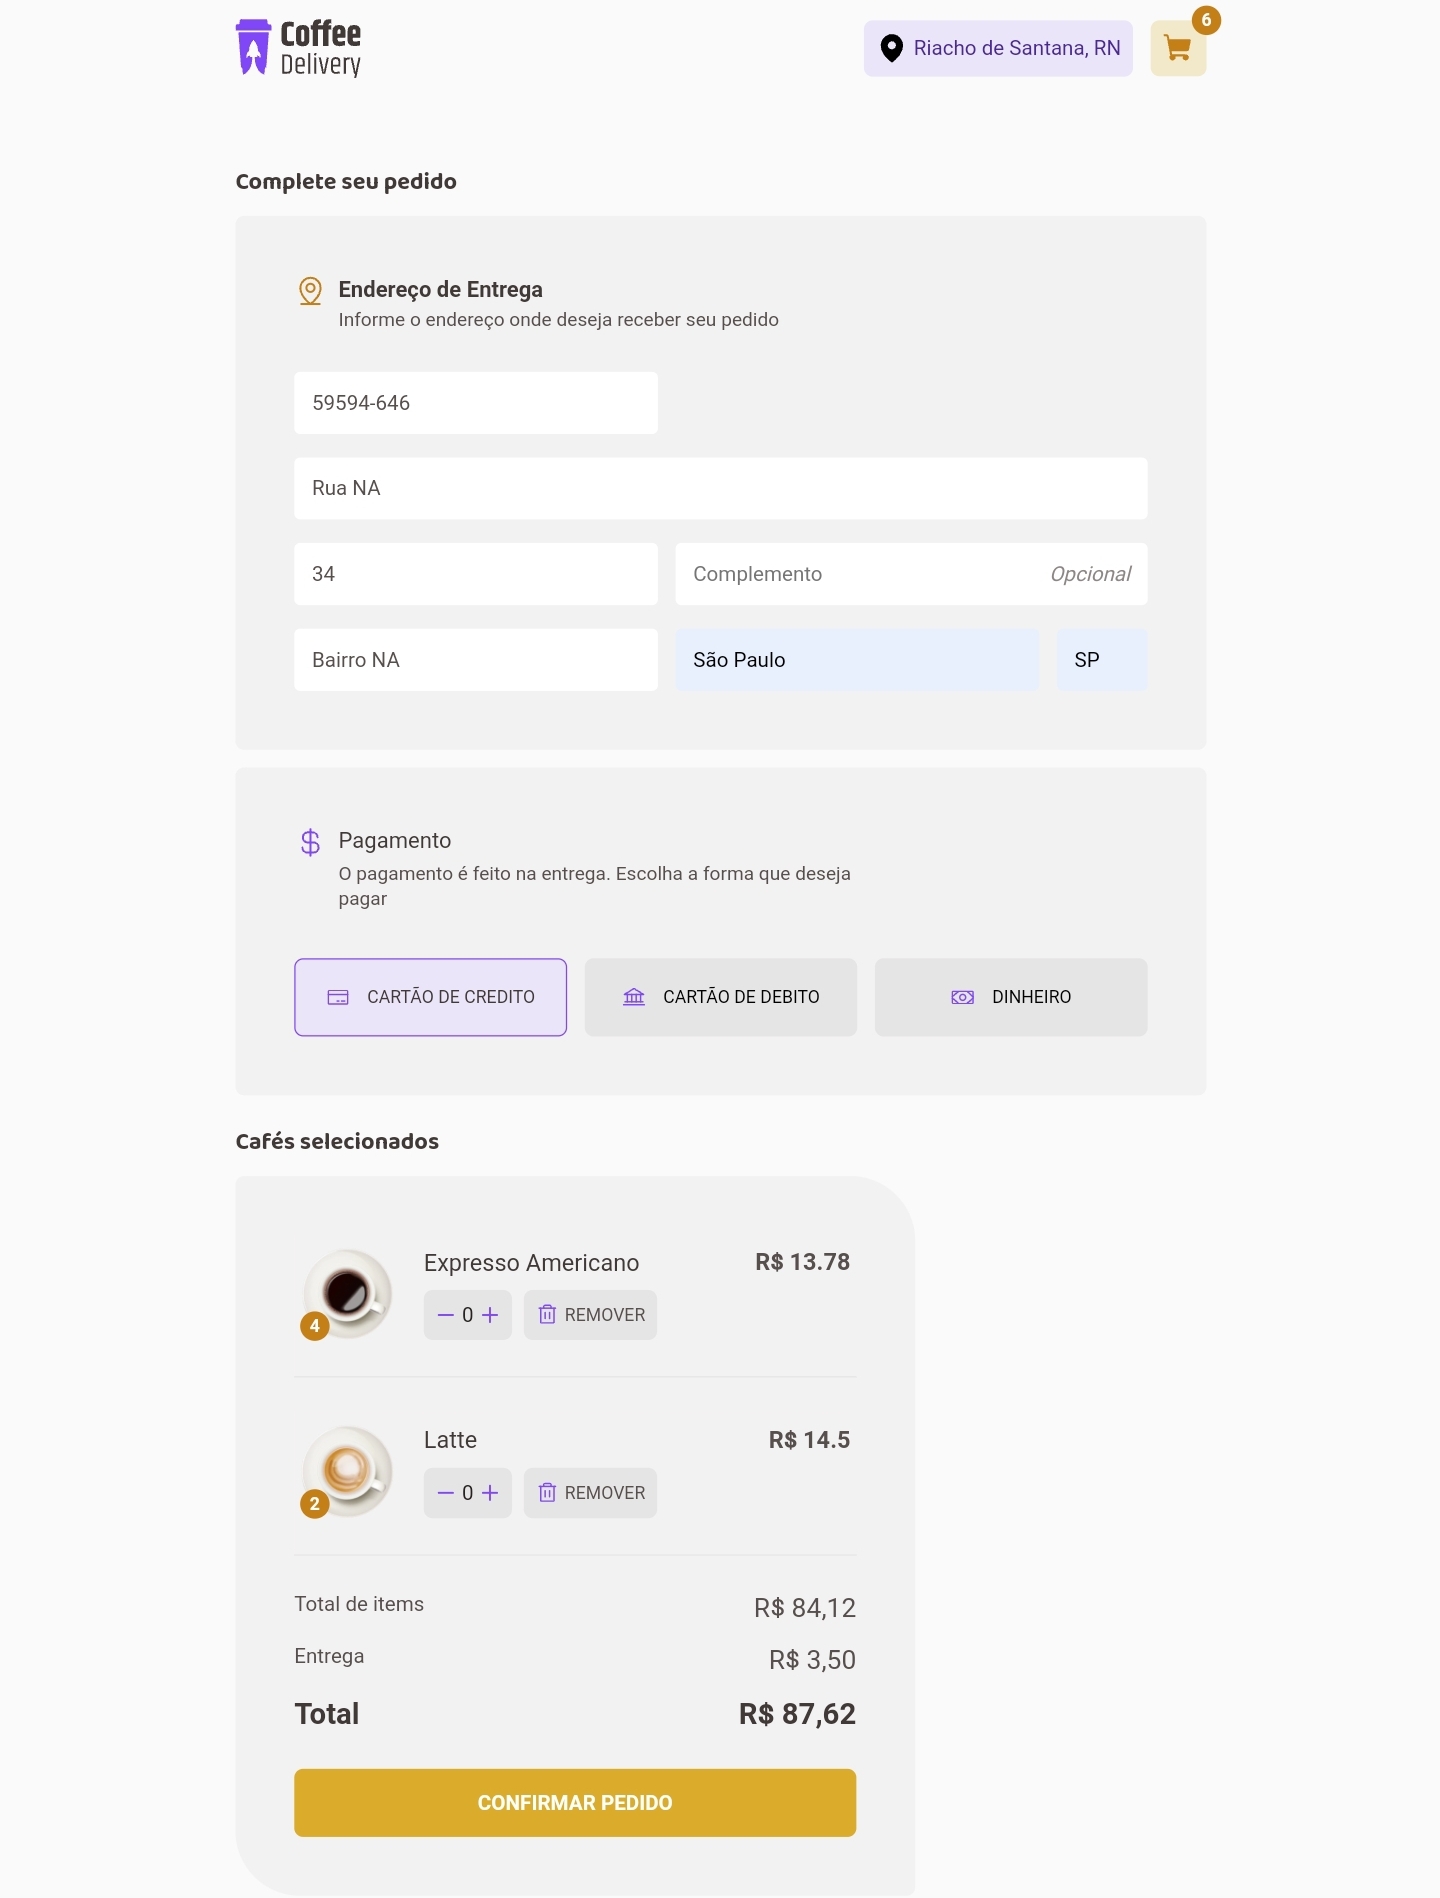 Coffee
Delivery
Riacho de Santana, RN
6
Complete seu pedido
Endereço de Entrega
Informe o endereço onde deseja receber seu pedido
59594-646
Rua NA
34
Complemento Opcional
Bairro NA
São Paulo
SP
$ Pagamento
O pagamento é feito na entrega. Escolha a forma que deseja
pagar
CARTÃO DE CREDITO
CARTÃO DE DEBITO
DINHEIRO
Cafés selecionados
Expresso Americano R$ 13.78
0 REMOVER
4
Latte R$ 14.5
0 REMOVER
2
Total de items R$ 84,12
Entrega R$ 3,50
Total R$ 87,62
CONFIRMAR PEDIDO